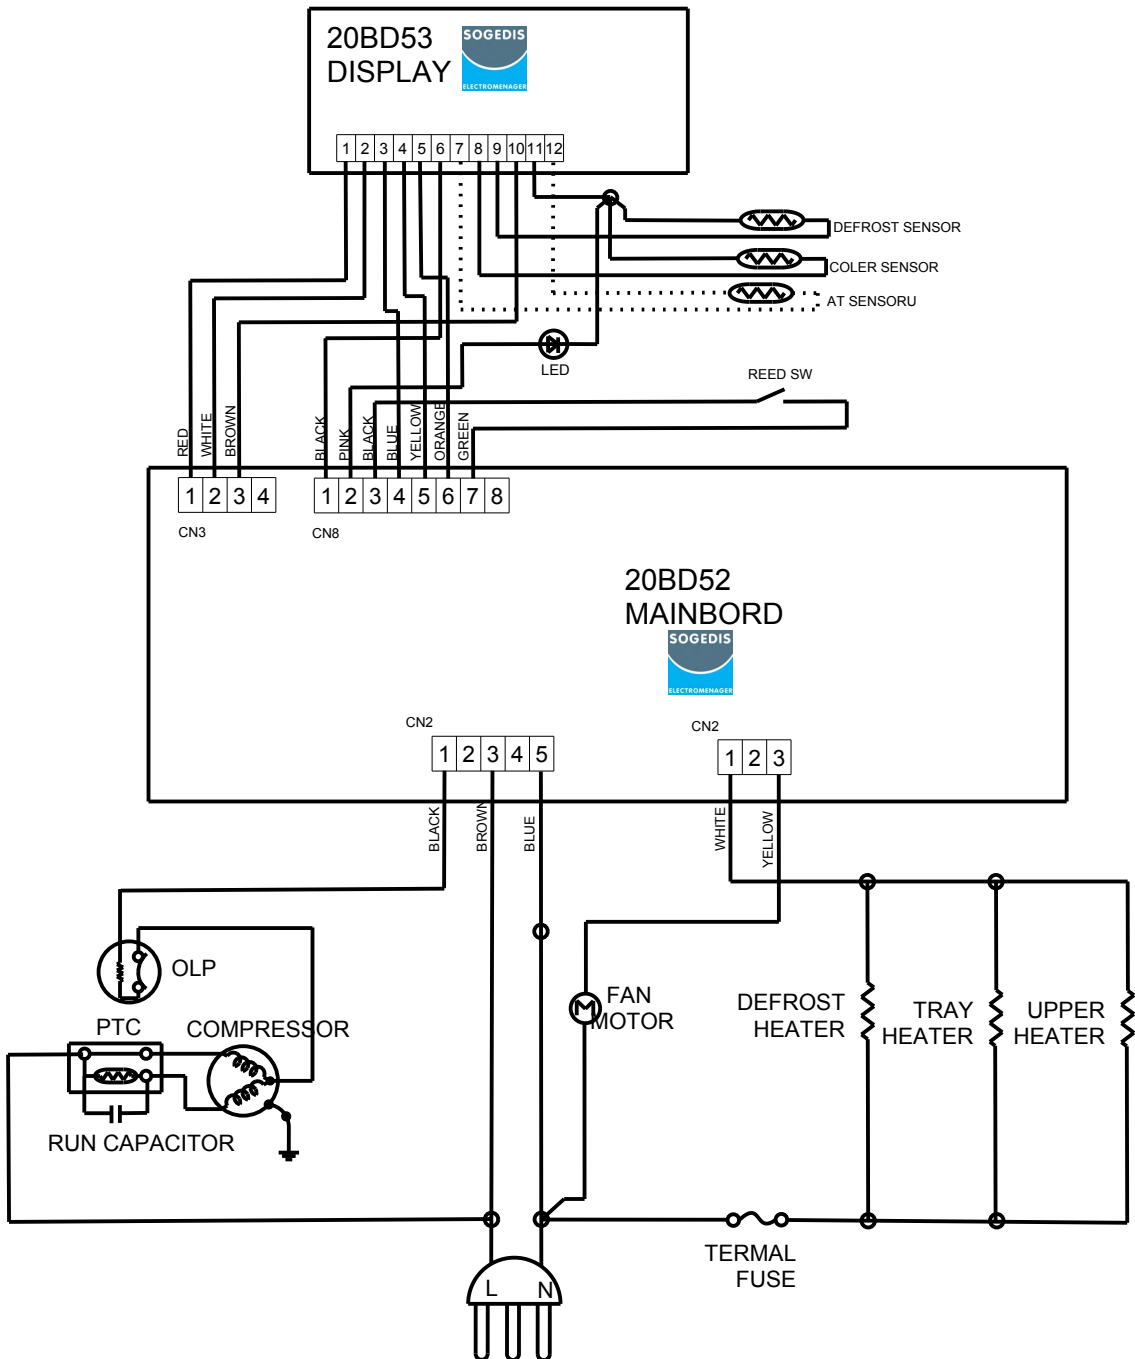 20BD53
DISPLAY
SOGEDIS
ELECTROMENAGER
1 2 3 4 5 6 7 8 9 10 11 12
DEFROST SENSOR
COLER SENSOR
AT SENSORU
LED
REED SW
RED
WHITE
BROWN
BLACK
PINK
BLACK
BLUE
YELLOW
ORANGE
GREEN
1 2 3 4
1 2 3 4 5 6 7 8
CN3
CN8
20BD52
MAINBORD
SOGEDIS
ELECTROMENAGER
CN2
1 2 3 4 5
CN2
1 2 3
BLACK
BROWN
BLUE
WHITE
YELLOW
OLP
PTC
COMPRESSOR
RUN CAPACITOR
FAN
MOTOR
M
DEFROST
HEATER
TRAY
HEATER
UPPER
HEATER
TERMAL
FUSE
L N